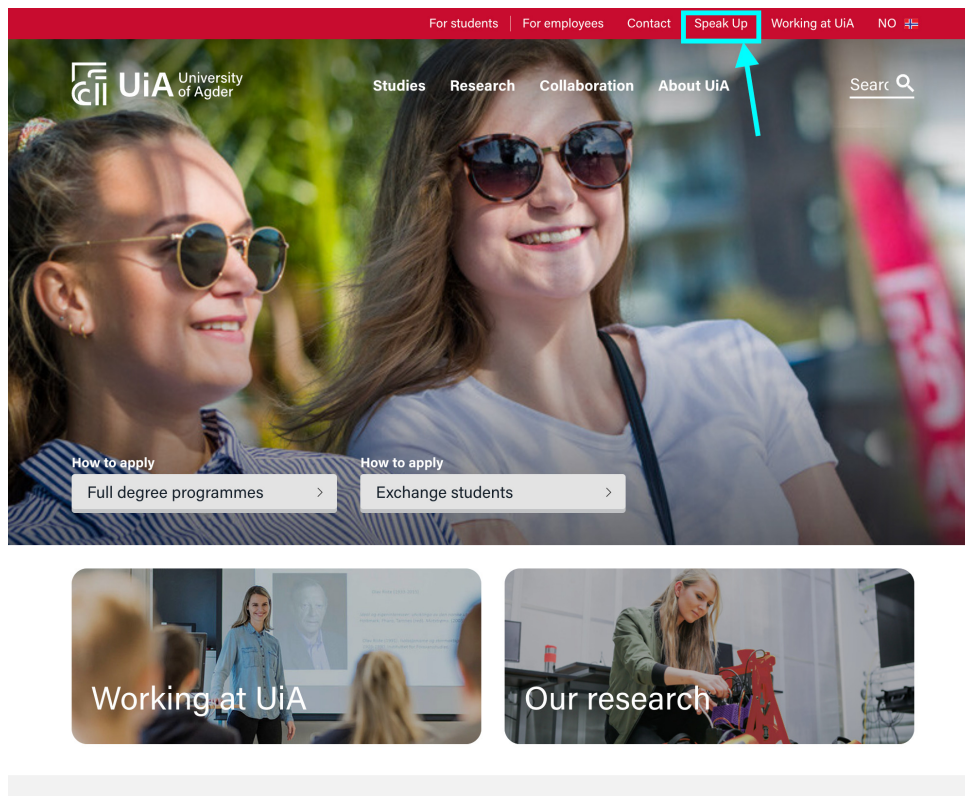 For students
For employees
Contact
Speak Up
Working at UiA
NO
UiA University
of Agder
Studies
Research
Collaboration
About UiA
Searc
How to apply
Full degree programmes
How to apply
Exchange students
Working at UiA
Our research